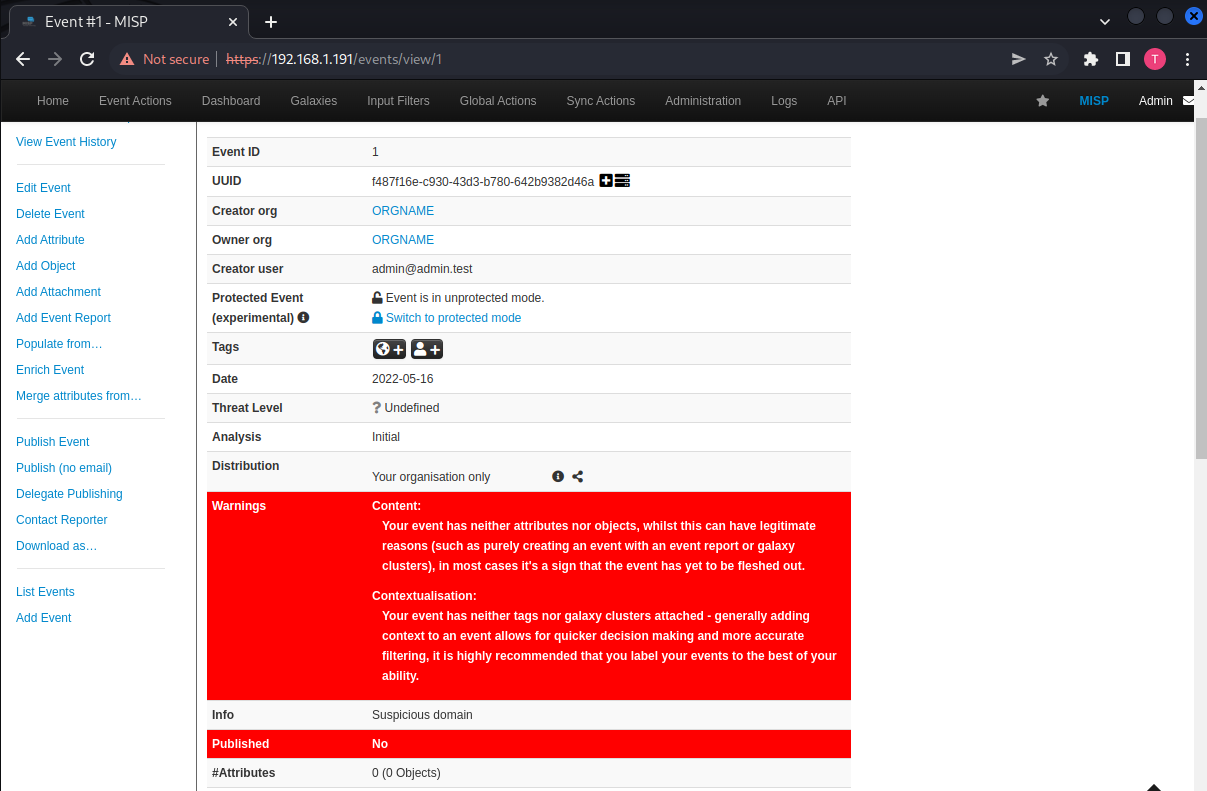 Event #1 - MISP
Not secure
https://192.168.1.191/events/view/1
T
Home Event Actions Dashboard Galaxies Input Filters Global Actions Sync Actions Administration Logs API MISP Admin
View Event History
Edit Event
Delete Event
Add Attribute
Add Object
Add Attachment
Add Event Report
Populate from…
Enrich Event
Merge attributes from…
Publish Event
Publish (no email)
Delegate Publishing
Contact Reporter
Download as…
List Events
Add Event
Event ID 1
UUID f487f16e-c930-43d3-b780-642b9382d46a
Creator org ORGNAME
Owner org ORGNAME
Creator user admin@admin.test
Protected Event Event is in unprotected mode.
(experimental) Switch to protected mode
Tags
Date 2022-05-16
Threat Level ? Undefined
Analysis Initial
Distribution
Your organisation only
Warnings Content:
Your event has neither attributes nor objects, whilst this can have legitimate
reasons (such as purely creating an event with an event report or galaxy
clusters), in most cases it's a sign that the event has yet to be fleshed out.
Contextualisation:
Your event has neither tags nor galaxy clusters attached - generally adding
context to an event allows for quicker decision making and more accurate
filtering, it is highly recommended that you label your events to the best of your
ability.
Info Suspicious domain
Published No
#Attributes 0 (0 Objects)